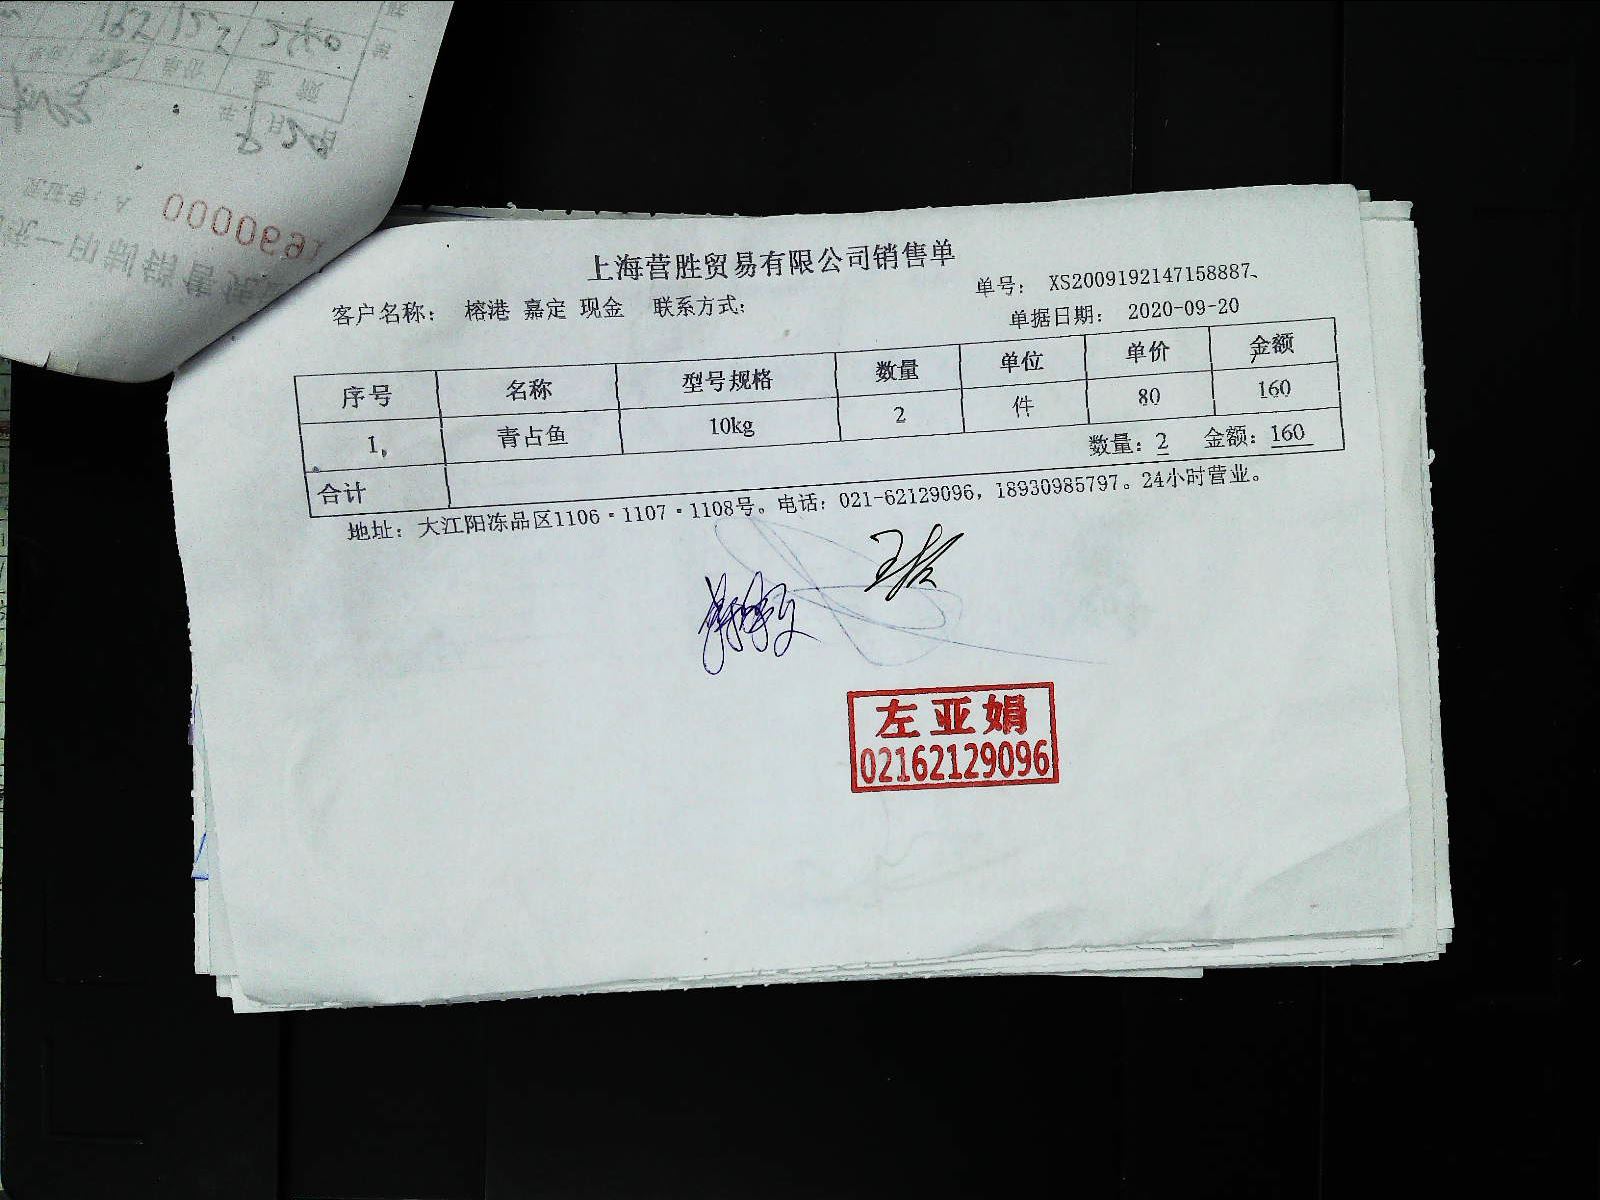 上海营胜贸易有限公司销售单
单号： XS2009192147158887、
客户名称： 榕港 嘉定 现金 联系方式:
单据日期： 2020-09-20
序号 名称 型号规格 数量 单位 单价 金额
1, 青占鱼 10kg 2 件 80 160
合计 数量: 2 金额: 160
地址： 大江阳冻品区1106·1107·1108号。电话：021-62129096，18930985797。24小时营业。
左亚娟
02162129096